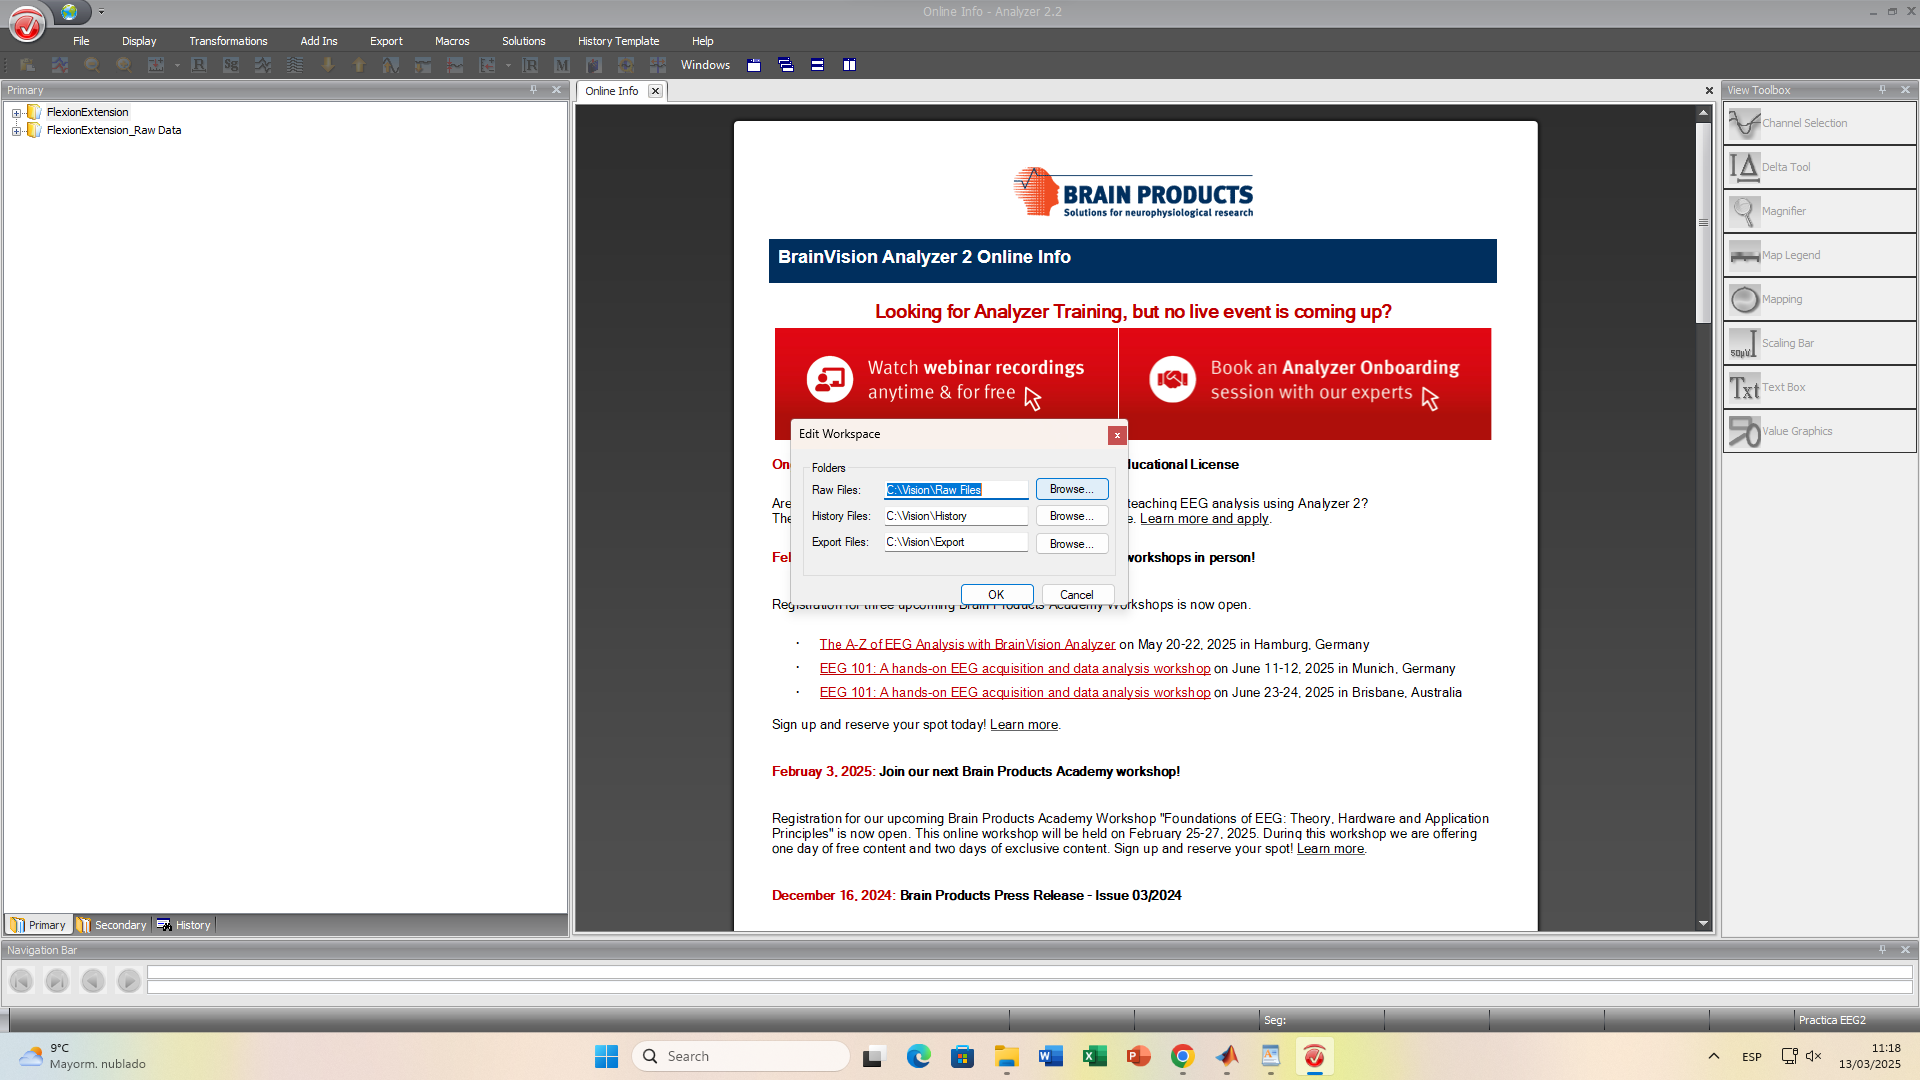 Online Info - Analyzer 2.2
File Display Transformations Add Ins Export Macros Solutions History Template Help
R Sg R M Windows
Primary
FlexionExtension
FlexionExtension_Raw Data
Online Info
BRAIN PRODUCTS
Solutions for neurophysiological research
BrainVision Analyzer 2 Online Info
Looking for Analyzer Training, but no live event is coming up?
Watch webinar recordings
anytime & for free
Book an Analyzer Onboarding
session with our experts
Edit Workspace
Folders
Raw Files: C:\Vision\Raw Files Browse...
History Files: C:\Vision\History Browse...
Export Files: C:\Vision\Export Browse...
OK Cancel
ducational License
Are teaching EEG analysis using Analyzer 2?
The e. Learn more and apply.
workshops in person!
Registration for three upcoming Brain Products Academy Workshops is now open.
· The A-Z of EEG Analysis with BrainVision Analyzer on May 20-22, 2025 in Hamburg, Germany
· EEG 101: A hands-on EEG acquisition and data analysis workshop on June 11-12, 2025 in Munich, Germany
· EEG 101: A hands-on EEG acquisition and data analysis workshop on June 23-24, 2025 in Brisbane, Australia
Sign up and reserve your spot today! Learn more.
Februay 3, 2025: Join our next Brain Products Academy workshop!
Registration for our upcoming Brain Products Academy Workshop "Foundations of EEG: Theory, Hardware and Application
Principles" is now open. This online workshop will be held on February 25-27, 2025. During this workshop we are offering
one day of free content and two days of exclusive content. Sign up and reserve your spot! Learn more.
December 16, 2024: Brain Products Press Release - Issue 03/2024
View Toolbox
Channel Selection
Delta Tool
Magnifier
Map Legend
Mapping
50µV Scaling Bar
Txt Text Box
Value Graphics
Primary Secondary History
Navigation Bar
Seg: Practica EEG2
9°C
Mayorm. nublado
Search
ESP
11:18
13/03/2025